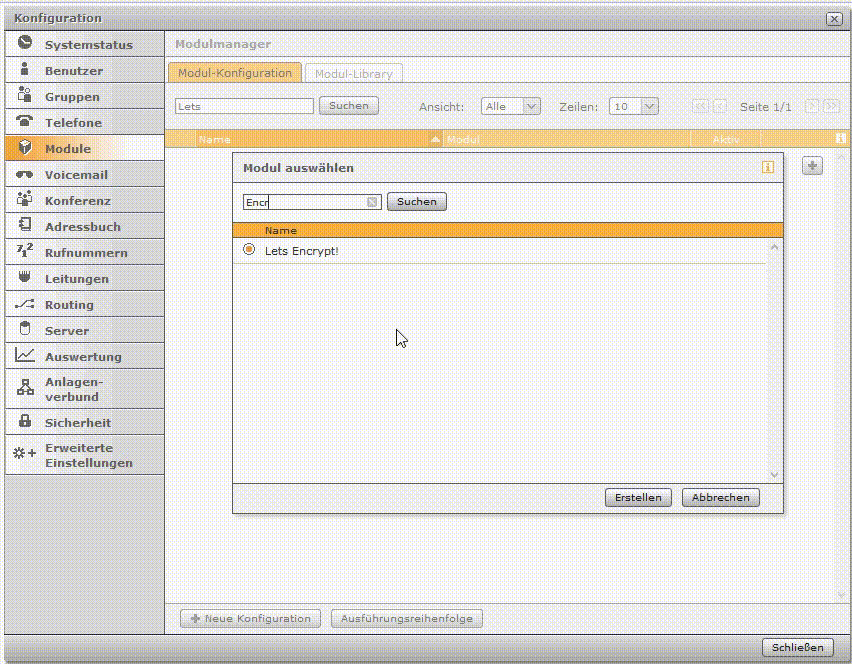 Konfiguration
Systemstatus
Benutzer
Gruppen
Telefone
Module
Voicemail
Konferenz
Adressbuch
Rufnummern
Leitungen
Routing
Server
Auswertung
Anlagen-
verbund
Sicherheit
Erweiterte
Einstellungen
Modulmanager
Modul-Konfiguration Modul-Library
Lets Suchen Ansicht: Alle Zeilen: 10 Seite 1/1
Name Modul Aktiv
Modul auswählen
Encr Suchen
Name
Lets Encrypt!
Erstellen Abbrechen
Neue Konfiguration Ausführungsreihenfolge
Schließen